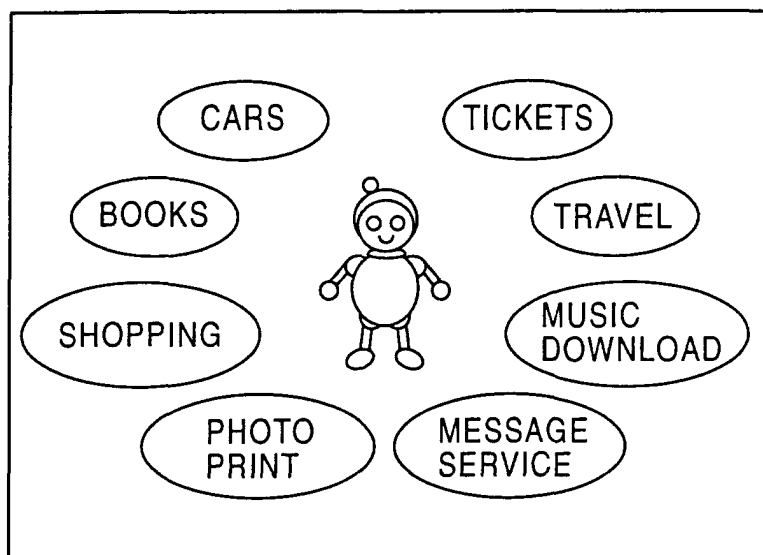 CARS
TICKETS
BOOKS
TRAVEL
SHOPPING
MUSIC
DOWNLOAD
PHOTO
PRINT
MESSAGE
SERVICE